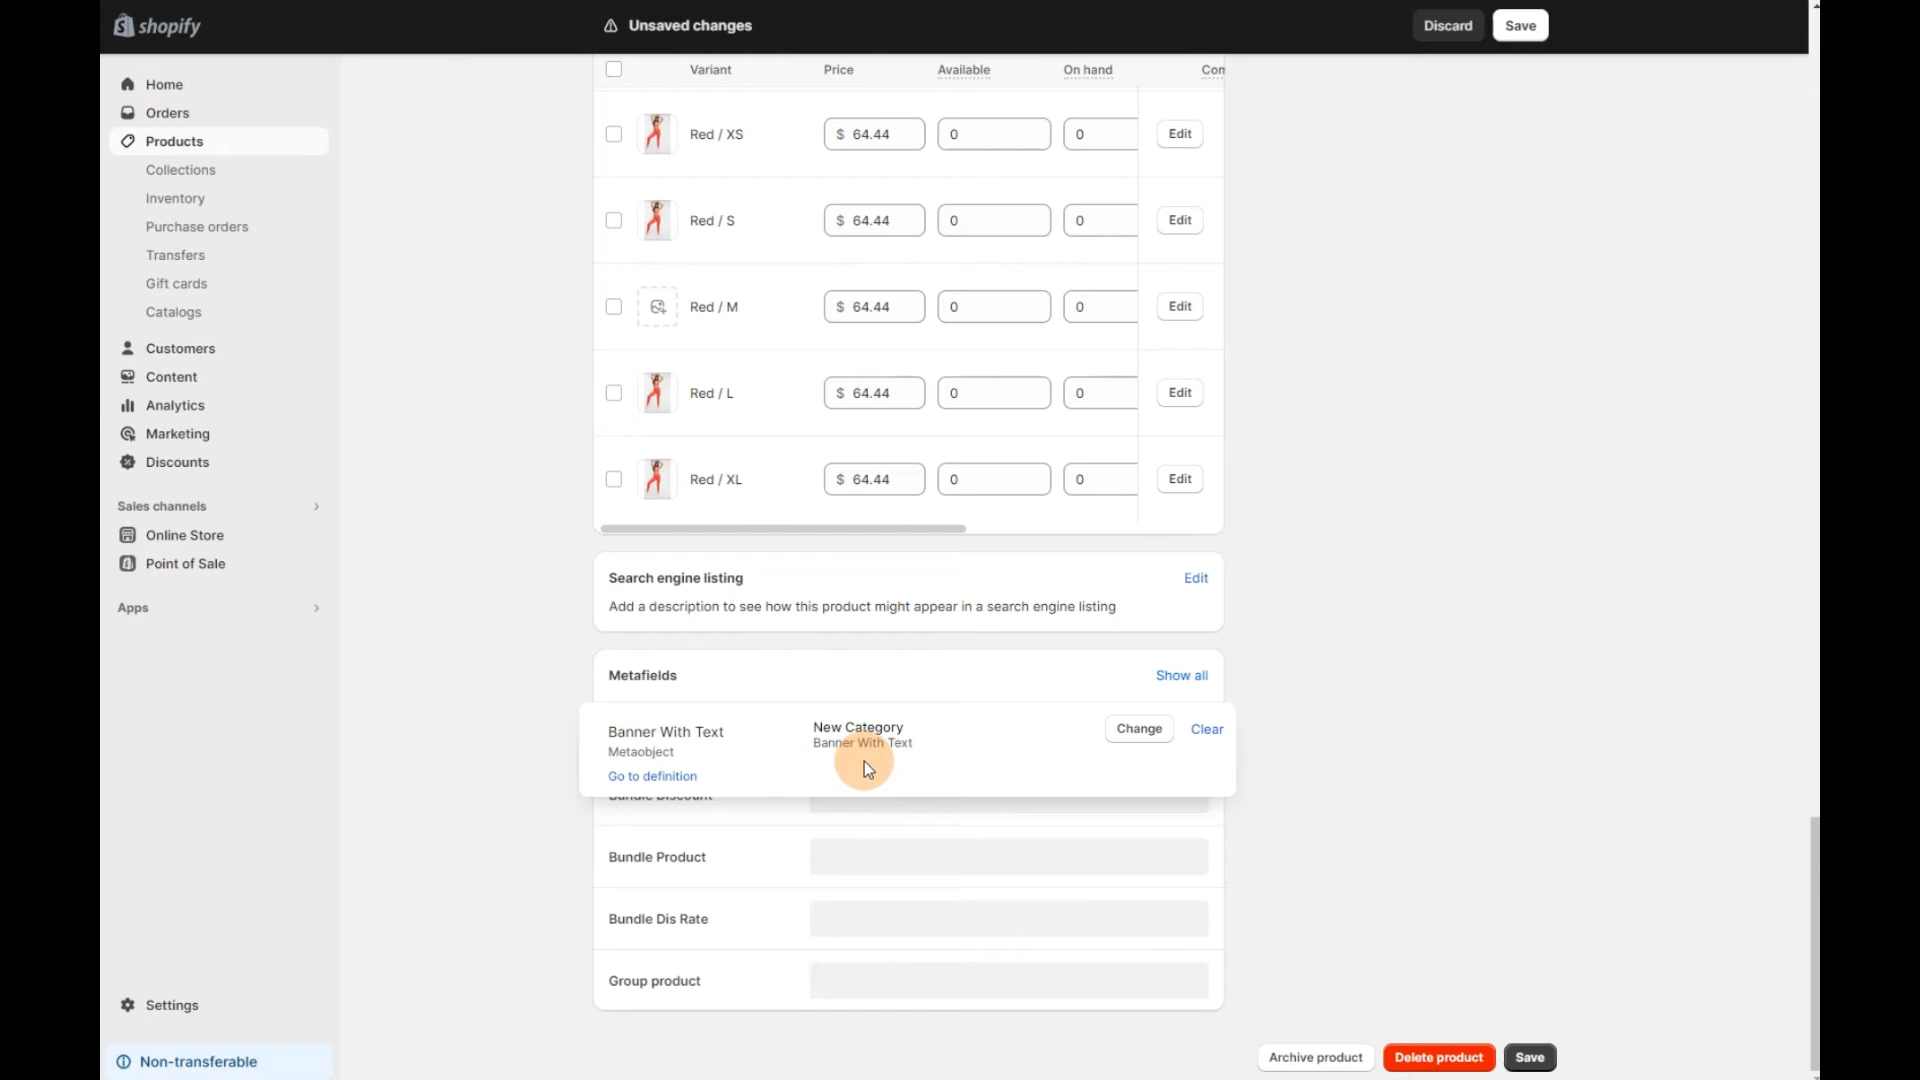 shopify
Unsaved changes
Discard
Save
Home
Orders
Products
Collections
Inventory
Purchase orders
Transfers
Gift cards
Catalogs
Customers
Content
Analytics
Marketing
Discounts
Sales channels
Online Store
Point of Sale
Apps
Settings
Non-transferable
Variant Price Available On hand Com
Red / XS $ 64.44 0 0 Edit
Red / S $ 64.44 0 0 Edit
Red / M $ 64.44 0 0 Edit
Red / L $ 64.44 0 0 Edit
Red / XL $ 64.44 0 0 Edit
Search engine listing Edit
Add a description to see how this product might appear in a search engine listing
Metafields Show all
Banner With Text
Metaobject
Go to definition
New Category
Banner With Text
Change Clear
Bundle Discount
Bundle Product
Bundle Dis Rate
Group product
Archive product Delete product Save